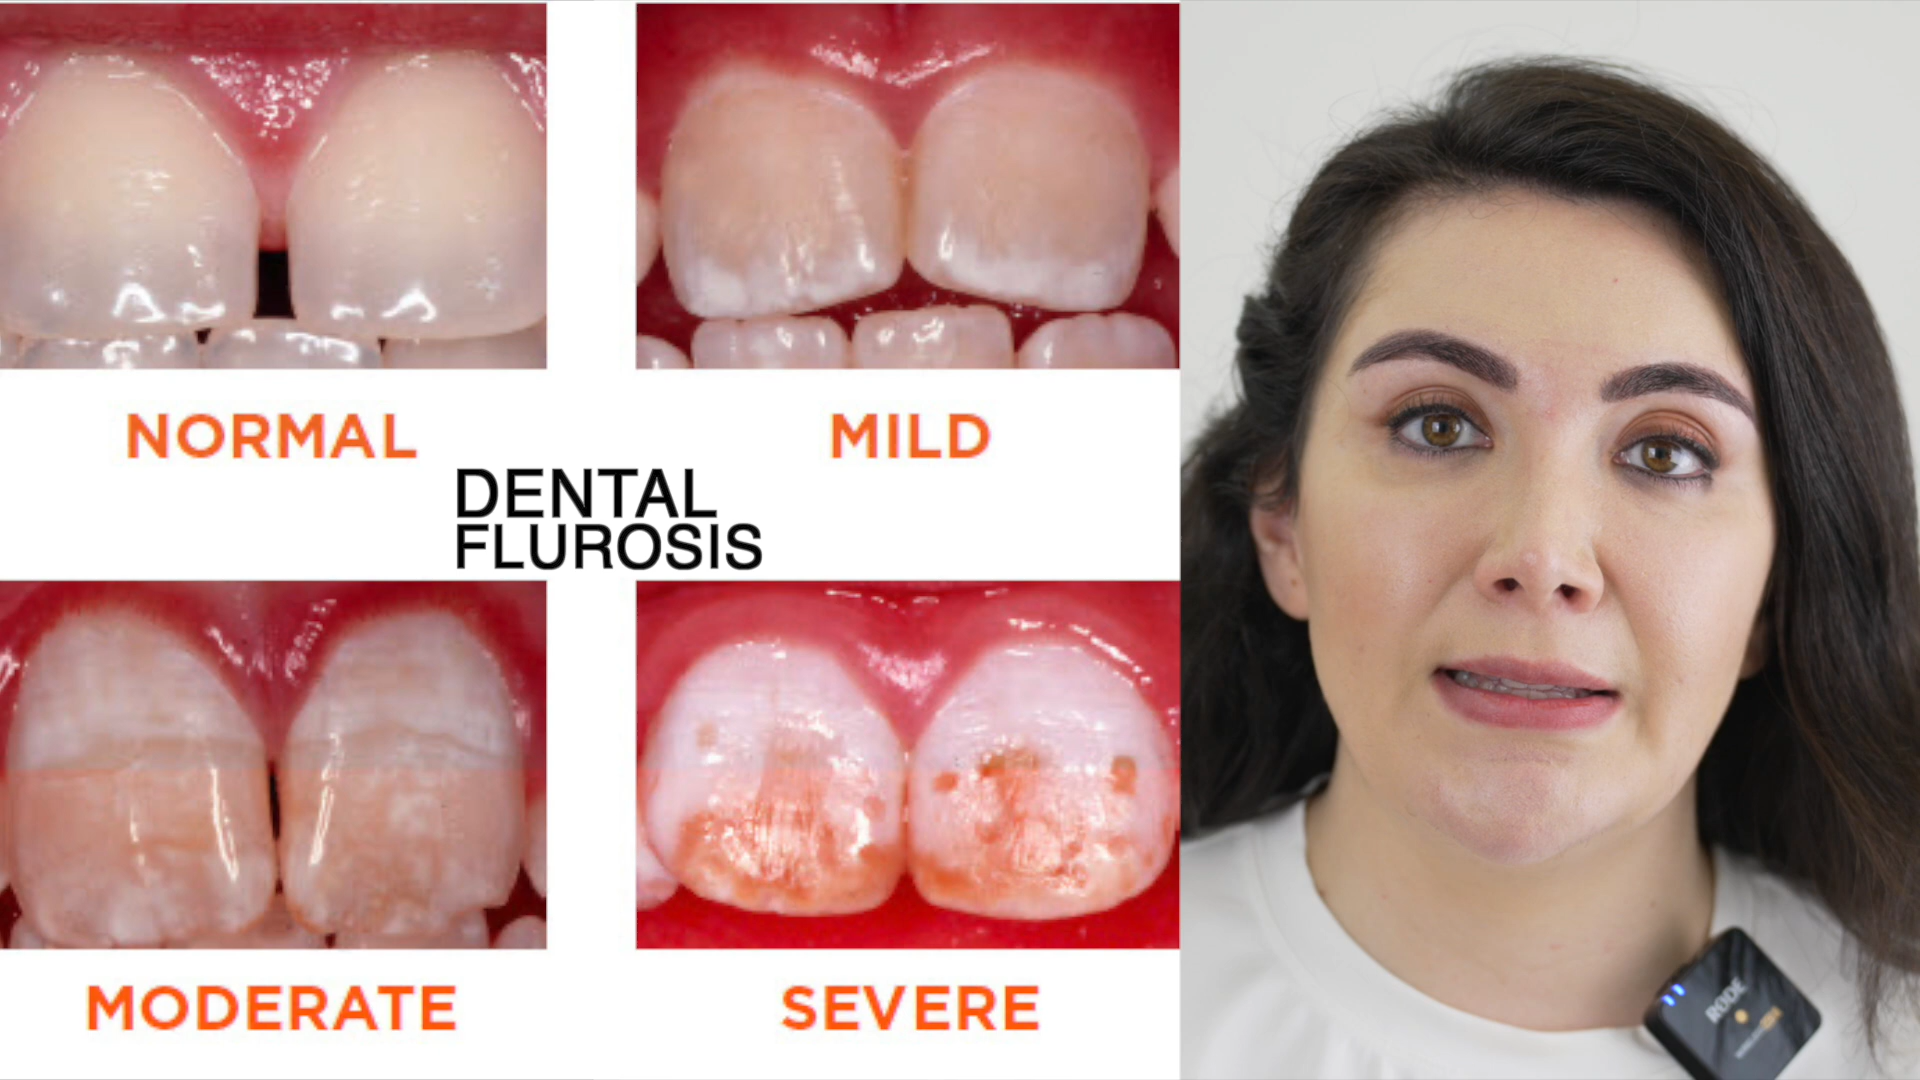 NORMAL
MILD
DENTAL
FLUROSIS
MODERATE
SEVERE
RODE